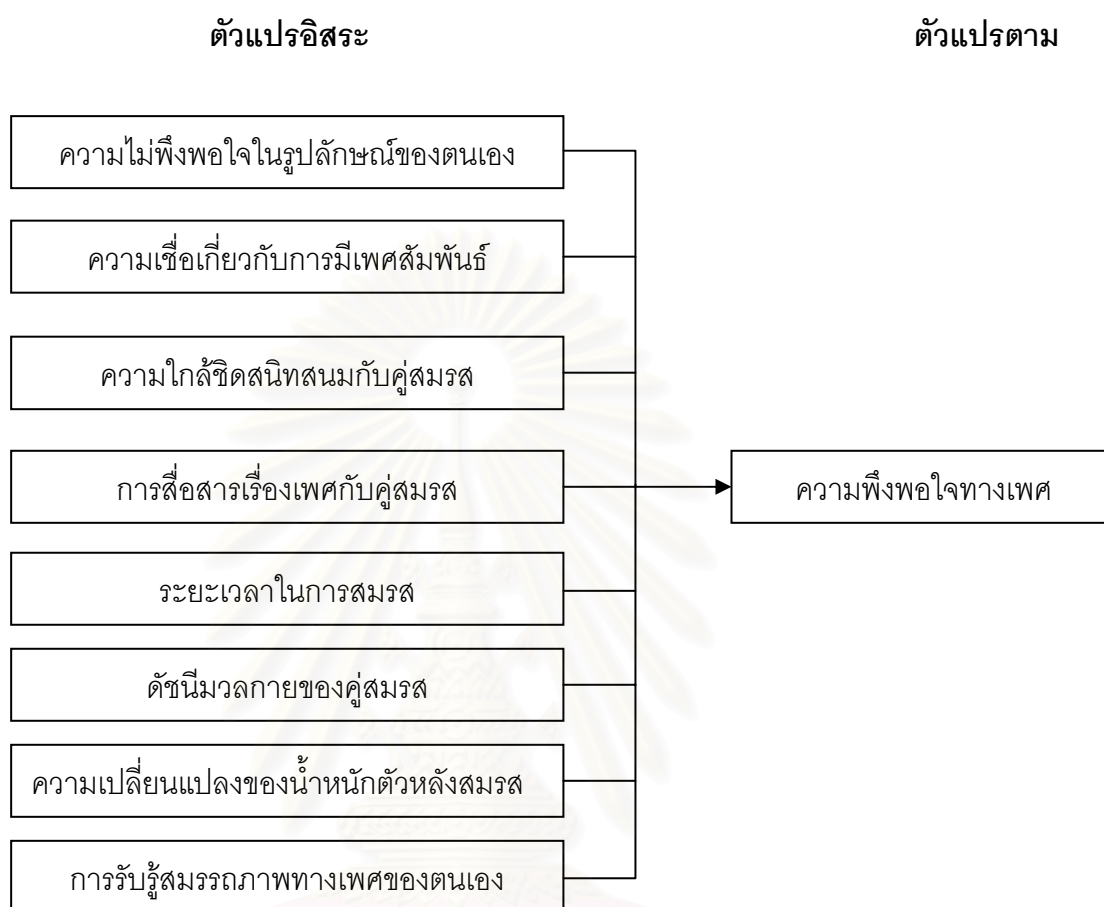 ตัวแปรอิสระ ตัวแปรตาม
ความไม่พึงพอใจในรูปลักษณ์ของตนเอง
ความเชื่อเกี่ยวกับการมีเพศสัมพันธ์
ความใกล้ชิดสนิทสนมกับคู่สมรส
การสื่อสารเรื่องเพศกับคู่สมรส ความพึงพอใจทางเพศ
ระยะเวลาในการสมรส
ดัชนีมวลกายของคู่สมรส
ความเปลี่ยนแปลงของน้ำหนักตัวหลังสมรส
การรับรู้สมรรถภาพทางเพศของตนเอง